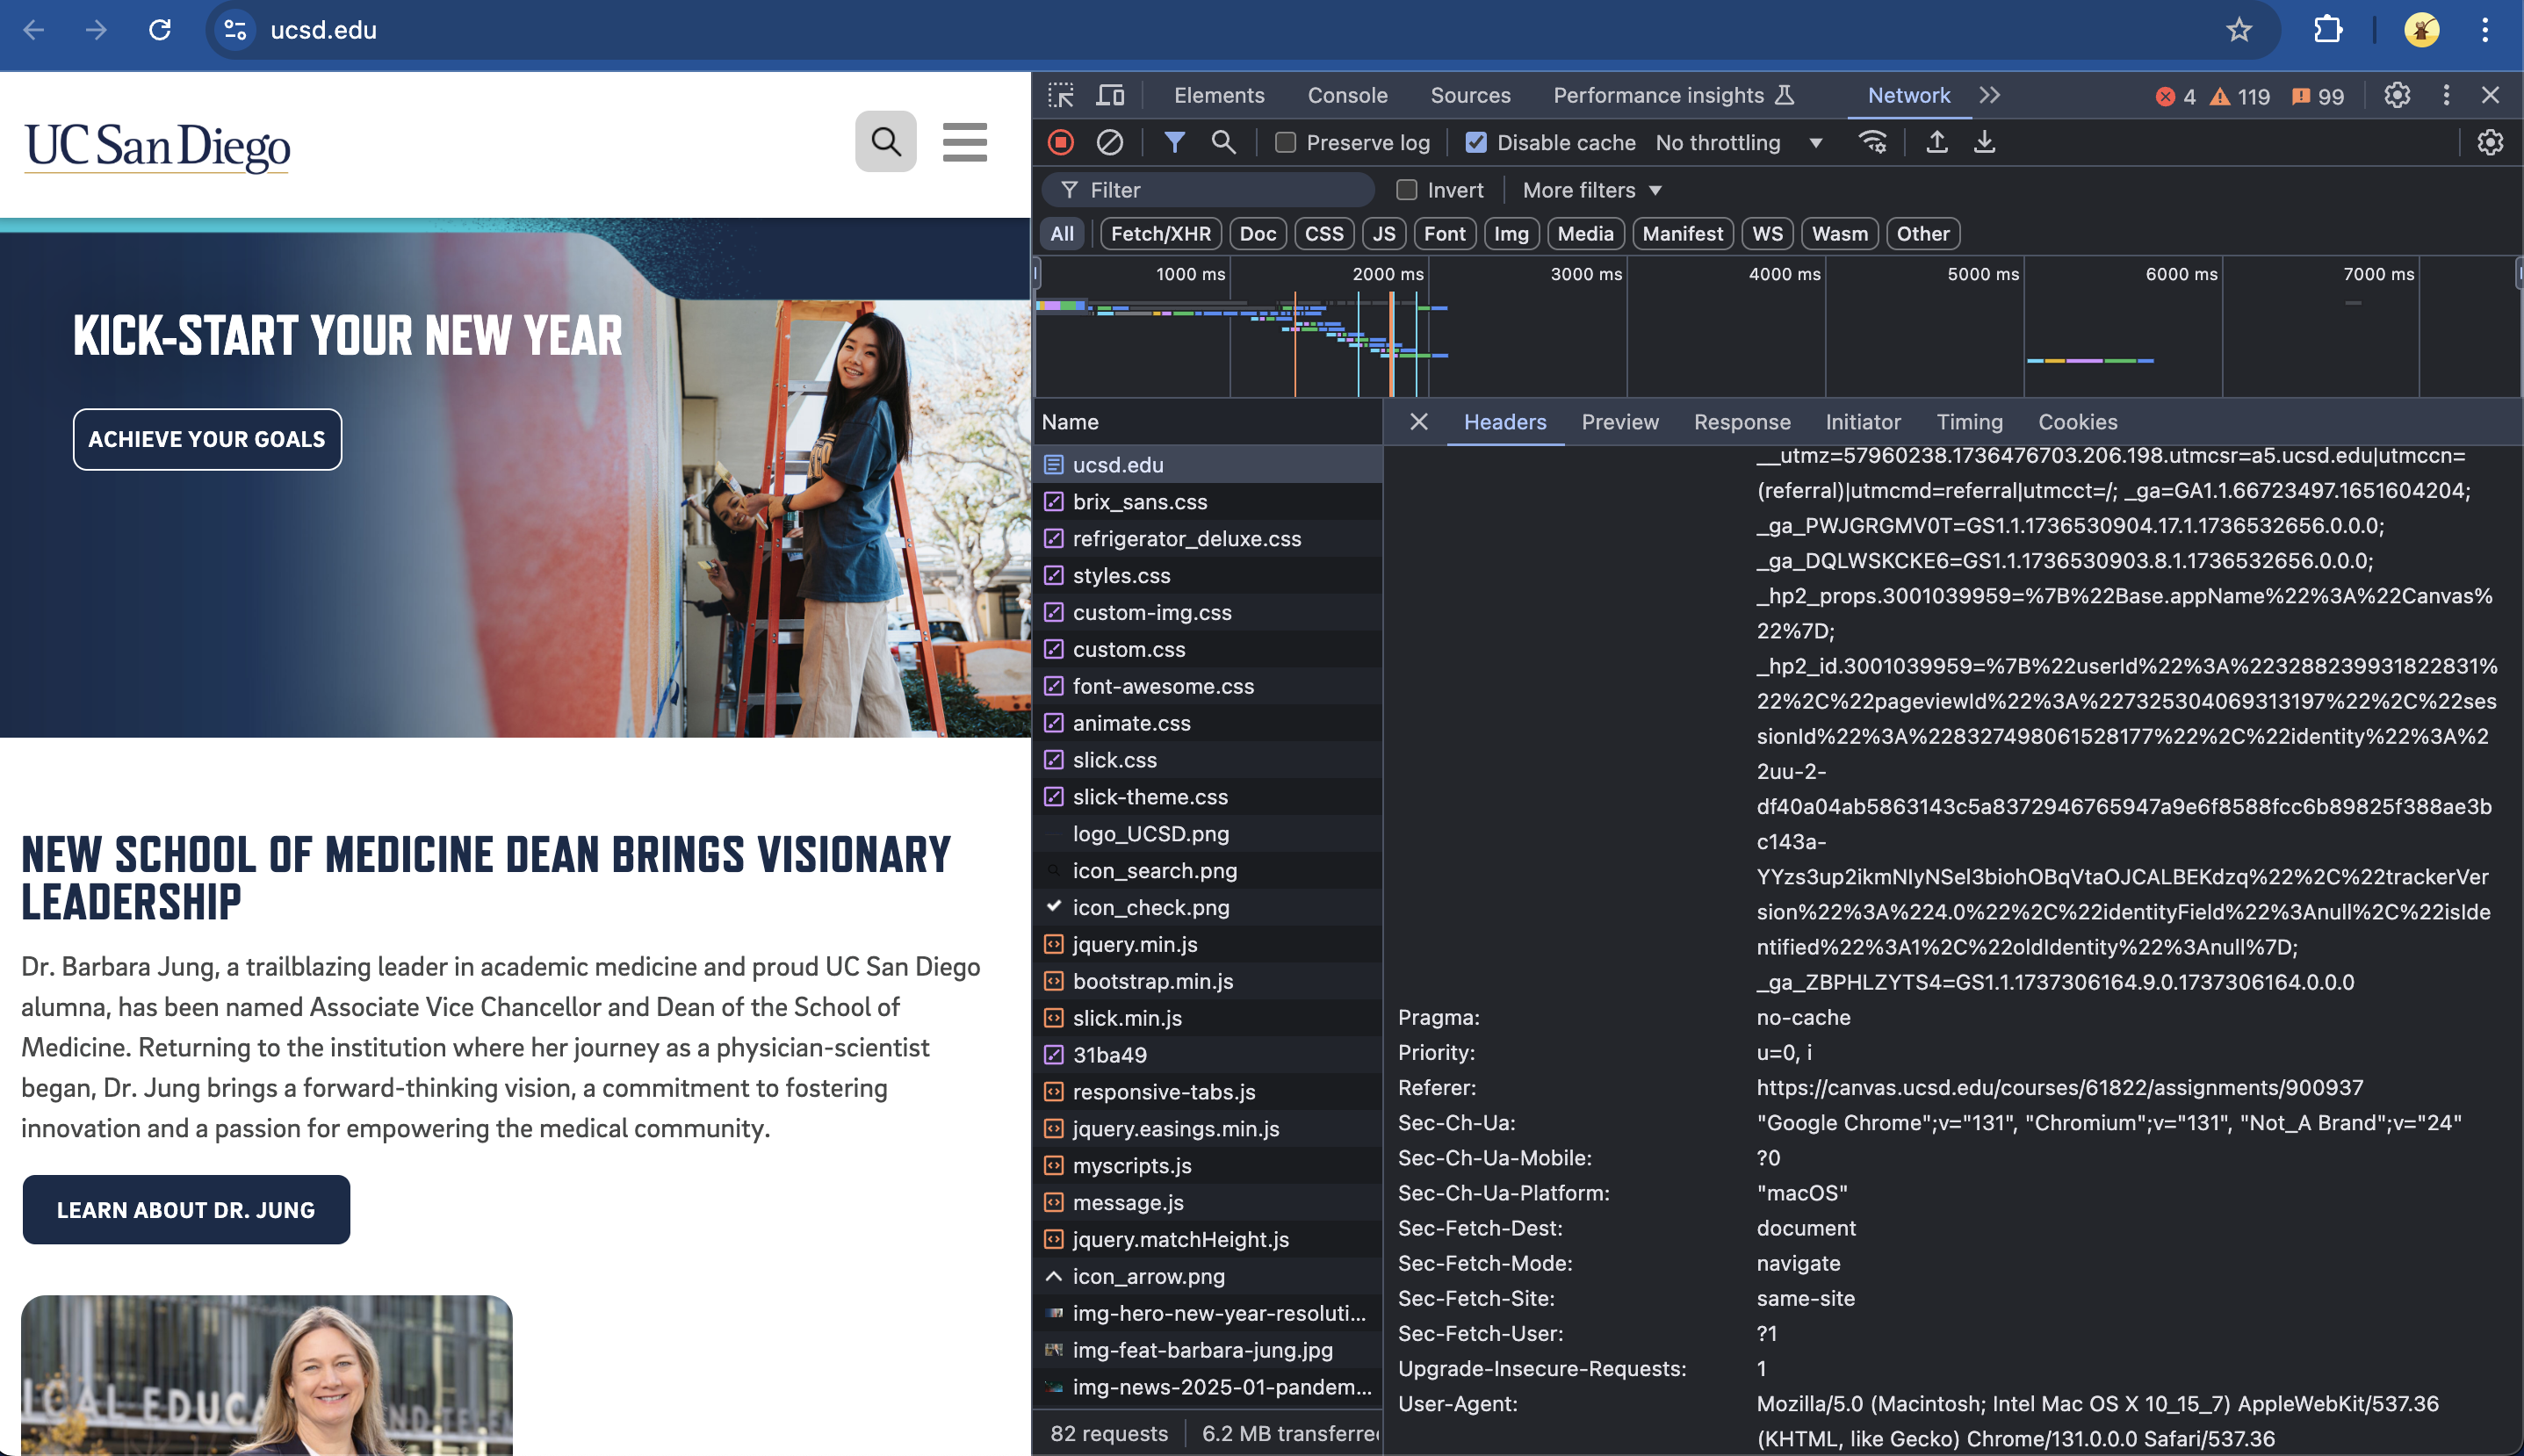 ucsd.edu
UC San Diego
KICK-START YOUR NEW YEAR
ACHIEVE YOUR GOALS
NEW SCHOOL OF MEDICINE DEAN BRINGS VISIONARY
LEADERSHIP
Dr. Barbara Jung, a trailblazing leader in academic medicine and proud UC San Diego
alumna, has been named Associate Vice Chancellor and Dean of the School of
Medicine. Returning to the institution where her journey as a physician-scientist
began, Dr. Jung brings a forward-thinking vision, a commitment to fostering
innovation and a passion for empowering the medical community.
LEARN ABOUT DR. JUNG
ICAL EDUCA
Elements Console Sources Performance insights Network 4 119 99
Preserve log Disable cache No throttling
Filter Invert More filters
All Fetch/XHR Doc CSS JS Font Img Media Manifest WS Wasm Other
1000 ms 2000 ms 3000 ms 4000 ms 5000 ms 6000 ms 7000 ms
Name
ucsd.edu
brix_sans.css
refrigerator_deluxe.css
styles.css
custom-img.css
custom.css
font-awesome.css
animate.css
slick.css
slick-theme.css
logo_UCSD.png
icon_search.png
icon_check.png
jquery.min.js
bootstrap.min.js
slick.min.js
31ba49
responsive-tabs.js
jquery.easings.min.js
myscripts.js
message.js
jquery.matchHeight.js
icon_arrow.png
img-hero-new-year-resoluti...
img-feat-barbara-jung.jpg
img-news-2025-01-pandem...
82 requests 6.2 MB transferre
Headers Preview Response Initiator Timing Cookies
__utmz=57960238.1736476703.206.198.utmcsr=a5.ucsd.edu|utmccn=
(referral)|utmcmd=referral|utmcct=/; _ga=GA1.1.66723497.1651604204;
_ga_PWJGRGMV0T=GS1.1.1736530904.17.1.1736532656.0.0.0;
_ga_DQLWSKCKE6=GS1.1.1736530903.8.1.1736532656.0.0.0;
_hp2_props.3001039959=%7B%22Base.appName%22%3A%22Canvas%
22%7D;
_hp2_id.3001039959=%7B%22userId%22%3A%223288239931822831%
22%2C%22pageviewId%22%3A%227325304069313197%22%2C%22ses
sionId%22%3A%228327498061528177%22%2C%22identity%22%3A%2
2uu-2-
df40a04ab5863143c5a8372946765947a9e6f8588fcc6b89825f388ae3b
c143a-
YYzs3up2ikmNIyNSel3biohOBqVtaOJCALBEKdzq%22%2C%22trackerVer
sion%22%3A%224.0%22%2C%22identityField%22%3Anull%2C%22isIde
ntified%22%3A1%2C%22oldIdentity%22%3Anull%7D;
_ga_ZBPHLZYTS4=GS1.1.1737306164.9.0.1737306164.0.0.0
Pragma: no-cache
Priority: u=0, i
Referer: https://canvas.ucsd.edu/courses/61822/assignments/900937
Sec-Ch-Ua: "Google Chrome";v="131", "Chromium";v="131", "Not_A Brand";v="24"
Sec-Ch-Ua-Mobile: ?0
Sec-Ch-Ua-Platform: "macOS"
Sec-Fetch-Dest: document
Sec-Fetch-Mode: navigate
Sec-Fetch-Site: same-site
Sec-Fetch-User: ?1
Upgrade-Insecure-Requests: 1
User-Agent: Mozilla/5.0 (Macintosh; Intel Mac OS X 10_15_7) AppleWebKit/537.36
(KHTML, like Gecko) Chrome/131.0.0.0 Safari/537.36